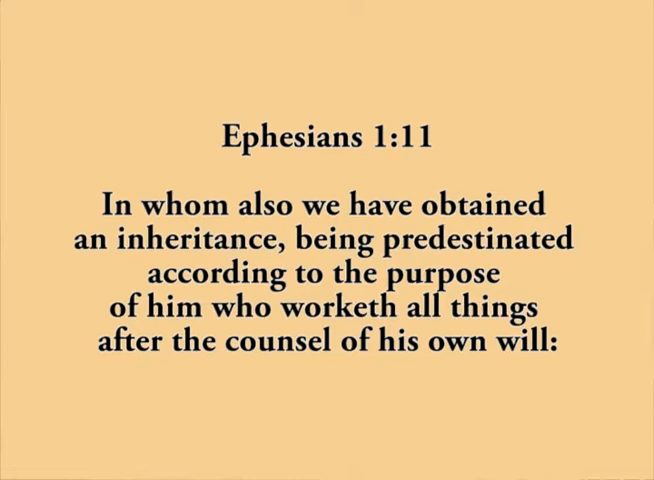 Ephesians 1:11
In whom also we have obtained
an inheritance, being predestinated
according to the purpose
of him who worketh all things
after the counsel of his own will: